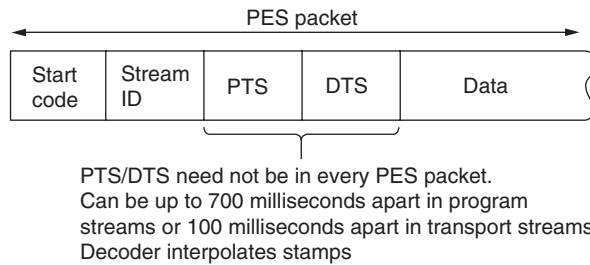 PES packet
Start
code
Stream
ID
PTS
DTS
Data
PTS/DTS need not be in every PES packet.
Can be up to 700 milliseconds apart in program
streams or 100 milliseconds apart in transport streams
Decoder interpolates stamps